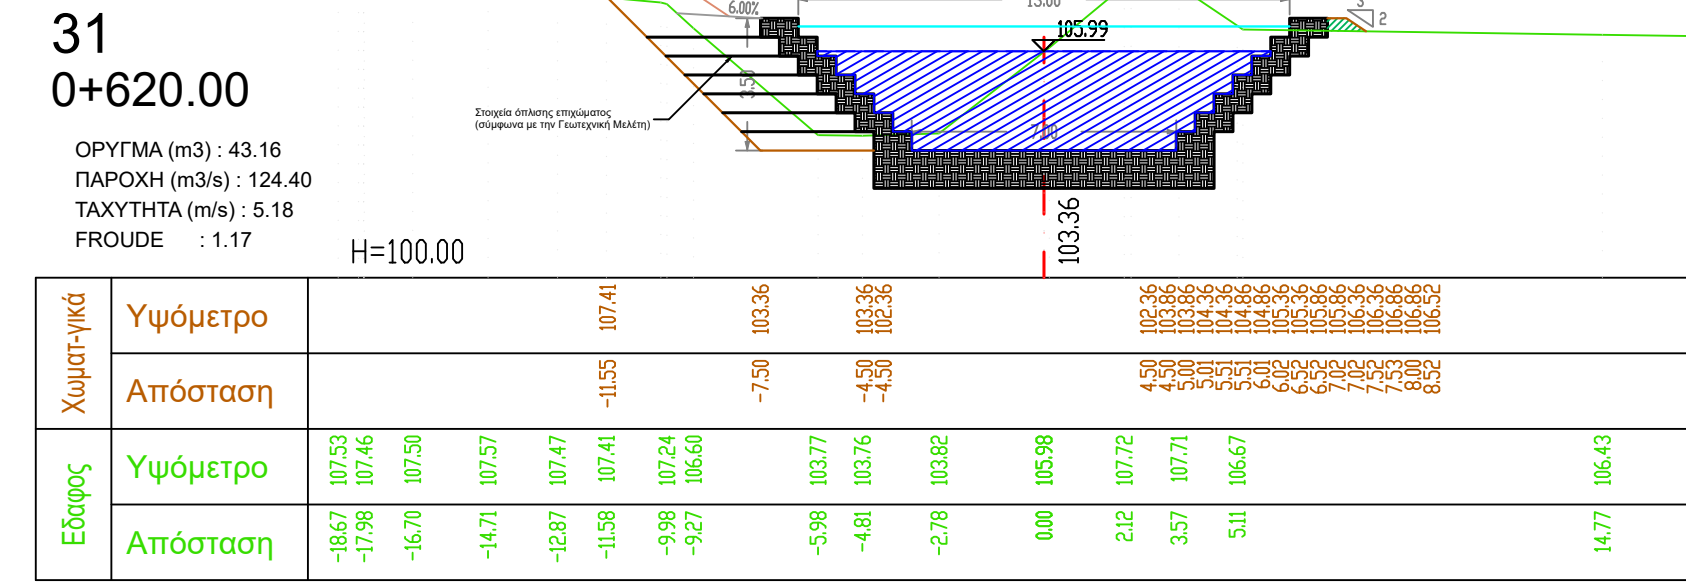 31
0+620.00
6.00%
13.00
3
2
105.99
3.50
Στοιχεία όπλισης επιχώματος
(σύμφωνα με την Γεωτεχνική Μελέτη)
7.00
ΟΡΥΓΜΑ (m3) : 43.16
ΠΑΡΟΧΗ (m3/s) : 124.40
ΤΑΧΥΤΗΤΑ (m/s) : 5.18
FROUDE : 1.17
H=100.00
103.36
Χωματ-γικά
Υψόμετρο
107.41 103.36 103.36 102.36 102.36 103.86 103.86 104.36 104.36 104.86 104.86 105.36 105.36 105.86 105.86 106.36 106.36 106.86 106.86 106.52
Απόσταση
-11.55 -7.50 -4.50 -4.50 4.50 4.50 5.00 5.01 5.51 5.51 6.01 6.02 6.52 6.52 7.02 7.02 7.52 7.53 8.00 8.52
Εδαφος
Υψόμετρο
107.53 107.46 107.50 107.57 107.47 107.41 107.24 106.60 103.77 103.76 103.82 105.98 107.72 107.71 106.67 106.43
Απόσταση
-18.67 -17.98 -16.70 -14.71 -12.87 -11.58 -9.98 -9.27 -5.98 -4.81 -2.78 0.00 2.12 3.57 5.11 14.77